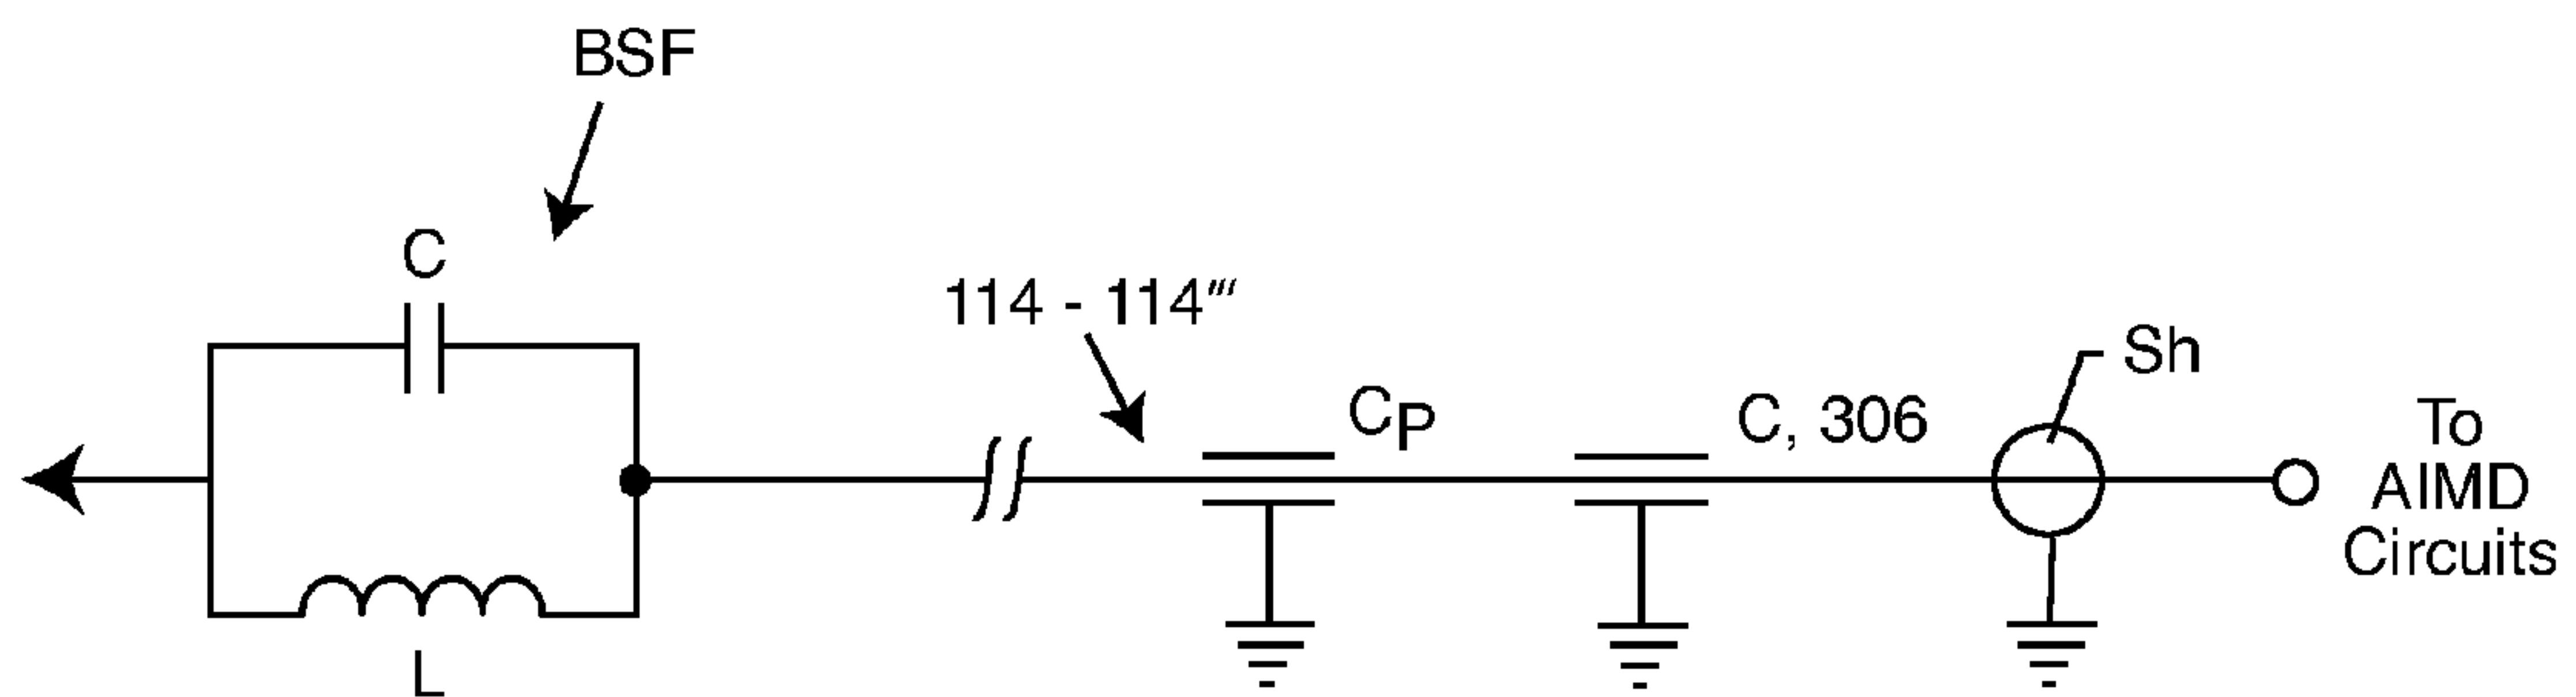 BSF
C
114 - 114‴
Sh
CP
C, 306
To
AIMD
Circuits
L